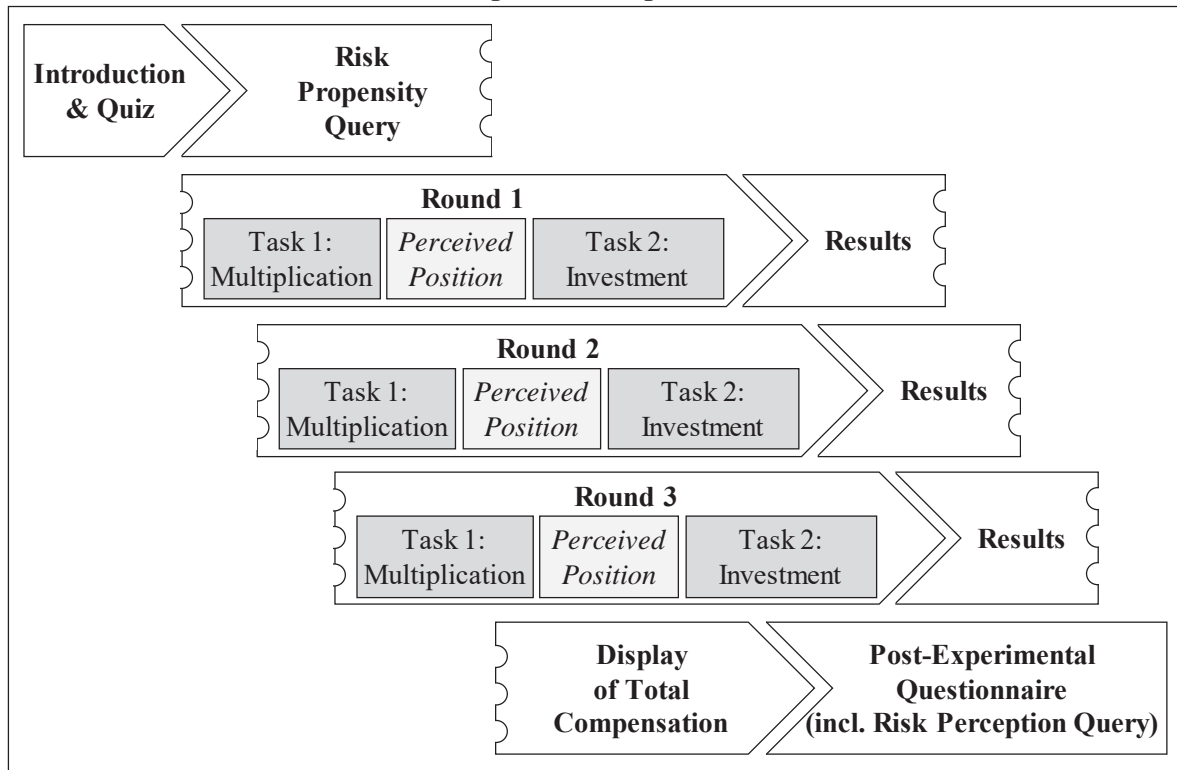 Introduction
& Quiz
Risk
Propensity
Query
Round 1
Task 1:
Multiplication
Perceived
Position
Task 2:
Investment
Results
Round 2
Task 1:
Multiplication
Perceived
Position
Task 2:
Investment
Results
Round 3
Task 1:
Multiplication
Perceived
Position
Task 2:
Investment
Results
Display
of Total
Compensation
Post-Experimental
Questionnaire
(incl. Risk Perception Query)